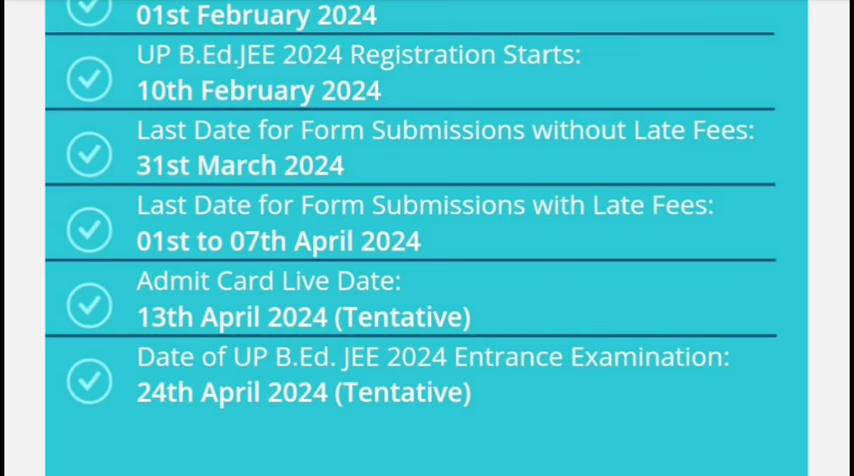 01st February 2024
UP B.Ed.JEE 2024 Registration Starts:
10th February 2024
Last Date for Form Submissions without Late Fees:
31st March 2024
Last Date for Form Submissions with Late Fees:
01st to 07th April 2024
Admit Card Live Date:
13th April 2024 (Tentative)
Date of UP B.Ed. JEE 2024 Entrance Examination:
24th April 2024 (Tentative)